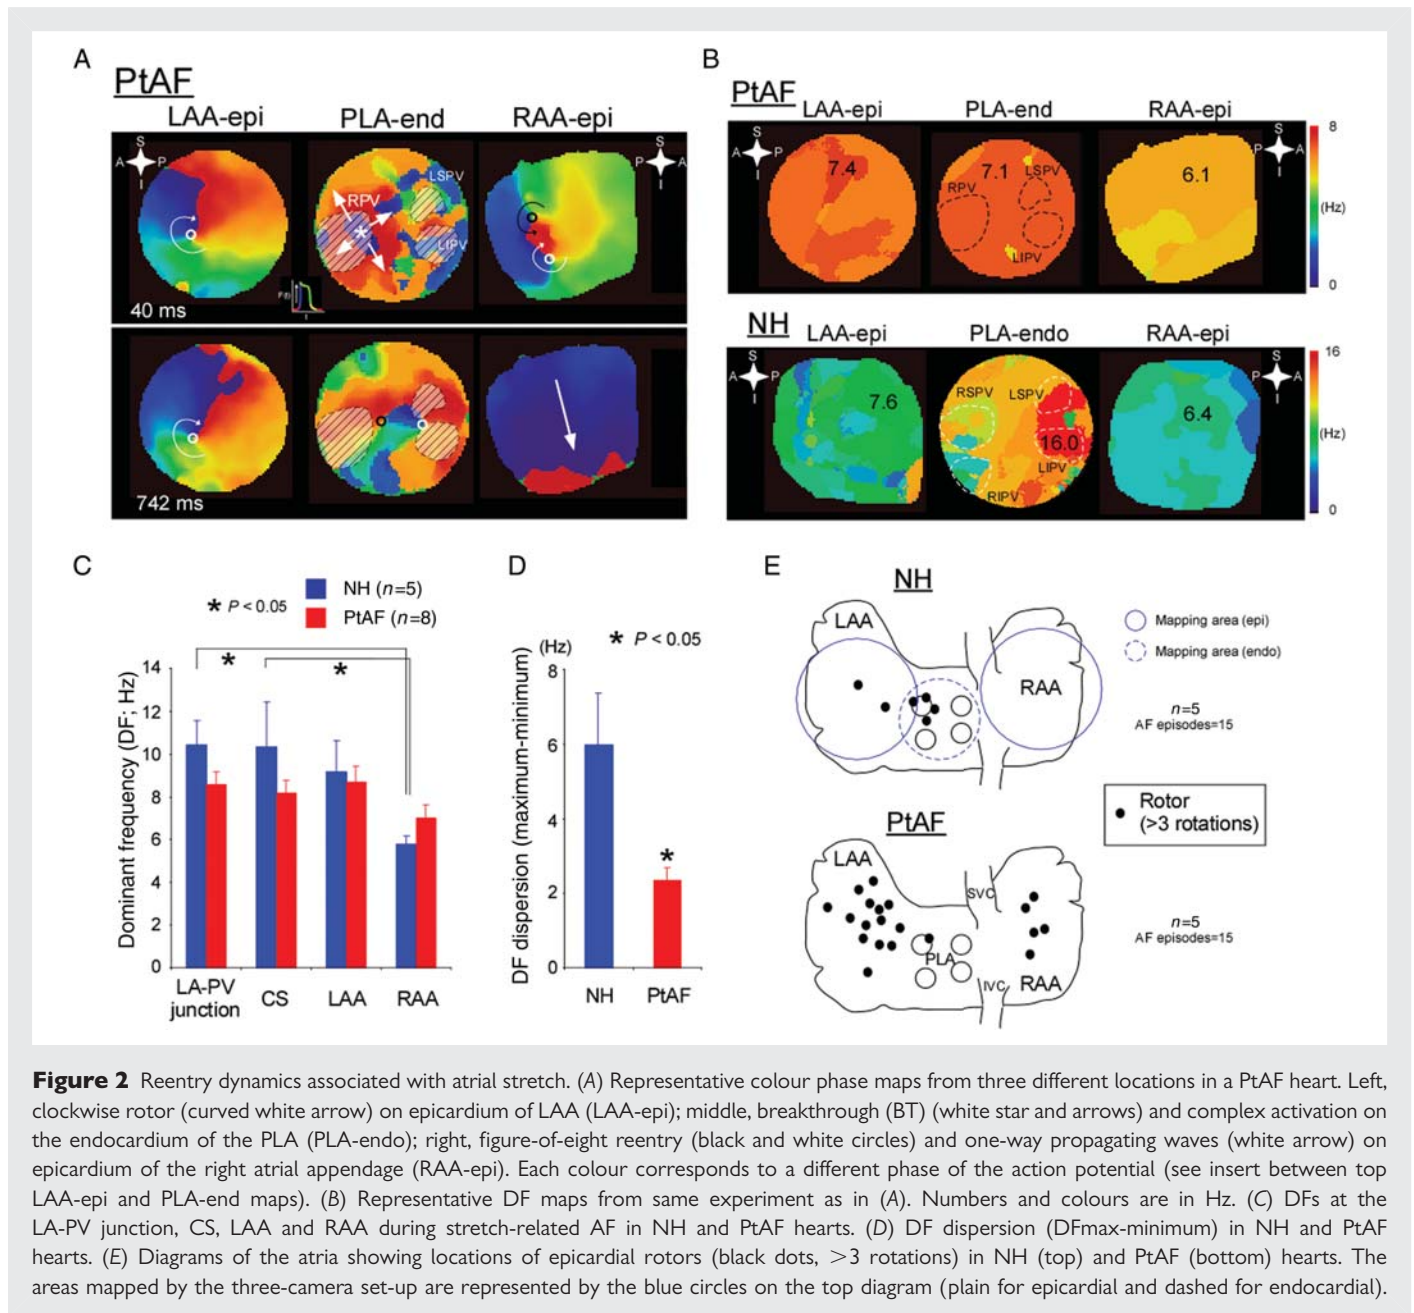 A
PtAF
LAA-epi PLA-end RAA-epi
S
A P
I
S
P A
I
LSPV
RPV
LIPV
40 ms
742 ms
B
PtAF
LAA-epi PLA-end RAA-epi
S
A P
I
7.4
7.1
LSPV
RPV
LIPV
6.1
S
P A
I
8
(Hz)
0
NH
LAA-epi PLA-endo RAA-epi
S
A P
I
7.6
RSPV
LSPV
16.0
LIPV
RIPV
6.4
S
P A
I
16
(Hz)
0
C
NH (n=5)
PtAF (n=8)
* P < 0.05
* *
Dominant frequency (DF; Hz)
14
12
10
8
6
4
2
0
LA-PV
junction
CS LAA RAA
D
(Hz)
* P < 0.05
DF dispersion (maximum-minimum)
8
6
4
2
0
*
NH PtAF
E
NH
LAA
RAA
Mapping area (epi)
Mapping area (endo)
n=5
AF episodes=15
Rotor
(>3 rotations)
PtAF
LAA
SVC
PLA
IVC
RAA
n=5
AF episodes=15
Figure 2 Reentry dynamics associated with atrial stretch. (A) Representative colour phase maps from three different locations in a PtAF heart. Left,
clockwise rotor (curved white arrow) on epicardium of LAA (LAA-epi); middle, breakthrough (BT) (white star and arrows) and complex activation on
the endocardium of the PLA (PLA-endo); right, figure-of-eight reentry (black and white circles) and one-way propagating waves (white arrow) on
epicardium of the right atrial appendage (RAA-epi). Each colour corresponds to a different phase of the action potential (see insert between top
LAA-epi and PLA-end maps). (B) Representative DF maps from same experiment as in (A). Numbers and colours are in Hz. (C) DFs at the
LA-PV junction, CS, LAA and RAA during stretch-related AF in NH and PtAF hearts. (D) DF dispersion (DFmax-minimum) in NH and PtAF
hearts. (E) Diagrams of the atria showing locations of epicardial rotors (black dots, >3 rotations) in NH (top) and PtAF (bottom) hearts. The
areas mapped by the three-camera set-up are represented by the blue circles on the top diagram (plain for epicardial and dashed for endocardial).